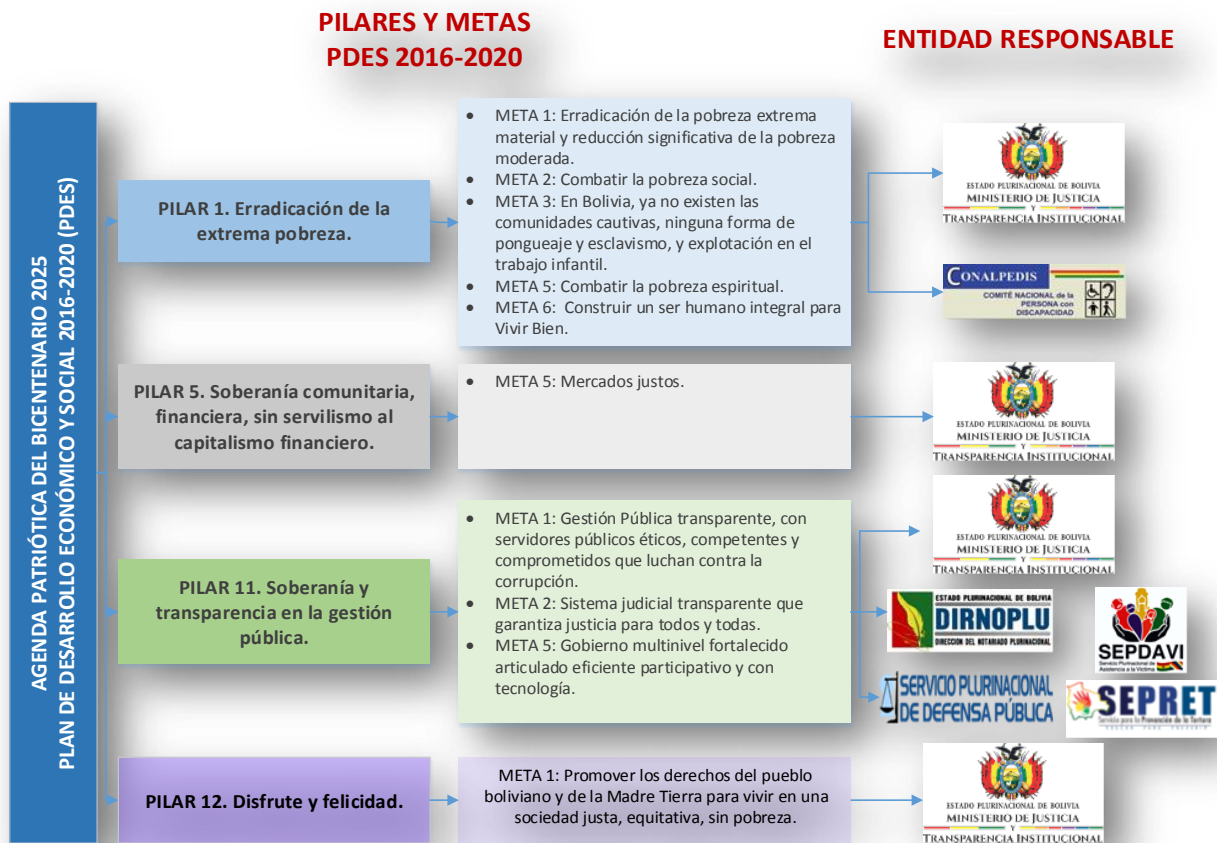 PILARES Y METAS
PDES 2016-2020
ENTIDAD RESPONSABLE
AGENDA PATRIÓTICA DEL BICENTENARIO 2025
PLAN DE DESARROLLO ECONÓMICO Y SOCIAL 2016-2020 (PDES)
PILAR 1. Erradicación de la
extrema pobreza.
• META 1: Erradicación de la pobreza extrema
material y reducción significativa de la pobreza
moderada.
• META 2: Combatir la pobreza social.
• META 3: En Bolivia, ya no existen las
comunidades cautivas, ninguna forma de
pongueaje y esclavismo, y explotación en el
trabajo infantil.
• META 5: Combatir la pobreza espiritual.
• META 6: Construir un ser humano integral para
Vivir Bien.
ESTADO PLURINACIONAL DE BOLIVIA
MINISTERIO DE JUSTICIA
Y
TRANSPARENCIA INSTITUCIONAL
CONALPEDIS
COMITÉ NACIONAL de la
PERSONA con
DISCAPACIDAD
PILAR 5. Soberanía comunitaria,
financiera, sin servilismo al
capitalismo financiero.
• META 5: Mercados justos.
ESTADO PLURINACIONAL DE BOLIVIA
MINISTERIO DE JUSTICIA
Y
TRANSPARENCIA INSTITUCIONAL
PILAR 11. Soberanía y
transparencia en la gestión
pública.
• META 1: Gestión Pública transparente, con
servidores públicos éticos, competentes y
comprometidos que luchan contra la
corrupción.
• META 2: Sistema judicial transparente que
garantiza justicia para todos y todas.
• META 5: Gobierno multinivel fortalecido
articulado eficiente participativo y con
tecnología.
ESTADO PLURINACIONAL DE BOLIVIA
MINISTERIO DE JUSTICIA
Y
TRANSPARENCIA INSTITUCIONAL
ESTADO PLURINACIONAL DE BOLIVIA
DIRNOPLU
DIRECCIÓN DEL NOTARIADO PLURINACIONAL
SEPDAVI
Servicio Plurinacional de
Asistencia a la Víctima
SERVICIO PLURINACIONAL
DE DEFENSA PÚBLICA
SEPRET
Servicio para la Prevención de la Tortura
PILAR 12. Disfrute y felicidad.
META 1: Promover los derechos del pueblo
boliviano y de la Madre Tierra para vivir en una
sociedad justa, equitativa, sin pobreza.
ESTADO PLURINACIONAL DE BOLIVIA
MINISTERIO DE JUSTICIA
Y
TRANSPARENCIA INSTITUCIONAL